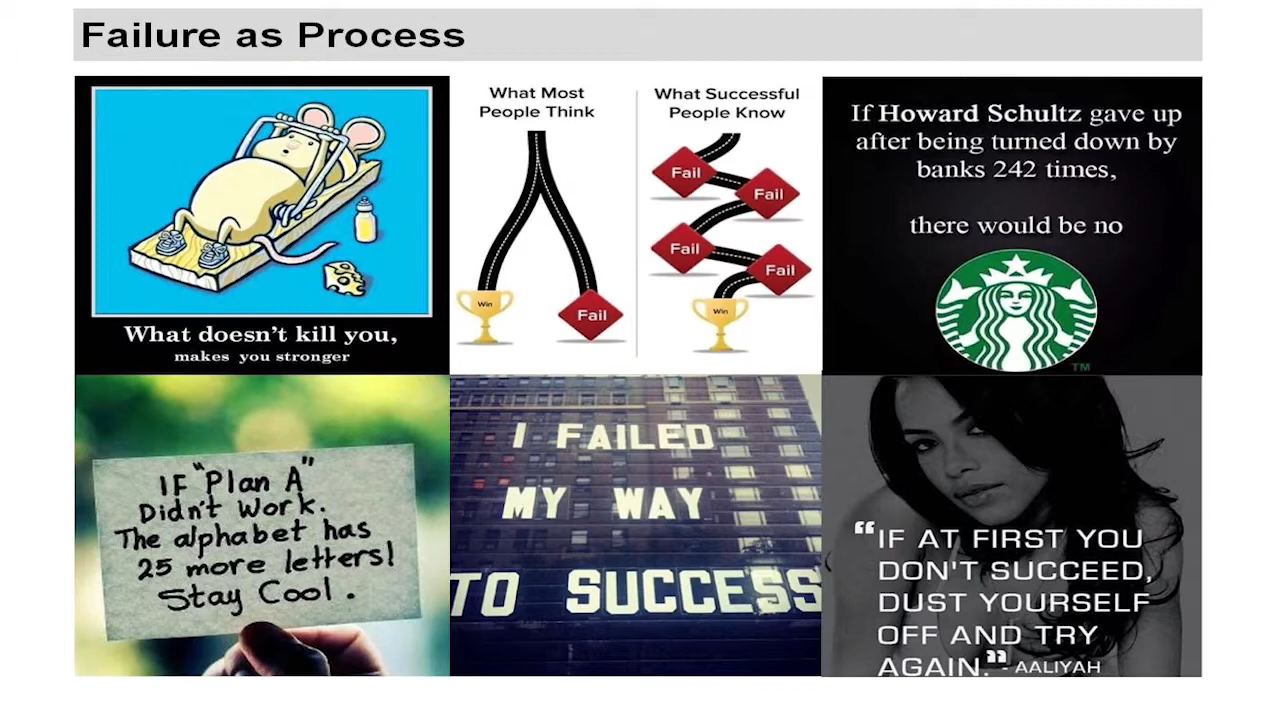 Failure as Process
What doesn't kill you,
makes you stronger
What Most
People Think
Win
Fail
What Successful
People Know
Fail
Fail
Fail
Fail
Win
If Howard Schultz gave up
after being turned down by
banks 242 times,
there would be no
TM
IF "Plan A"
Didn't Work.
The alphabet has
25 more letters!
Stay Cool.
I FAILED
MY WAY
TO SUCCESS
“IF AT FIRST YOU
DON'T SUCCEED,
DUST YOURSELF
OFF AND TRY
AGAIN.” - AALIYAH